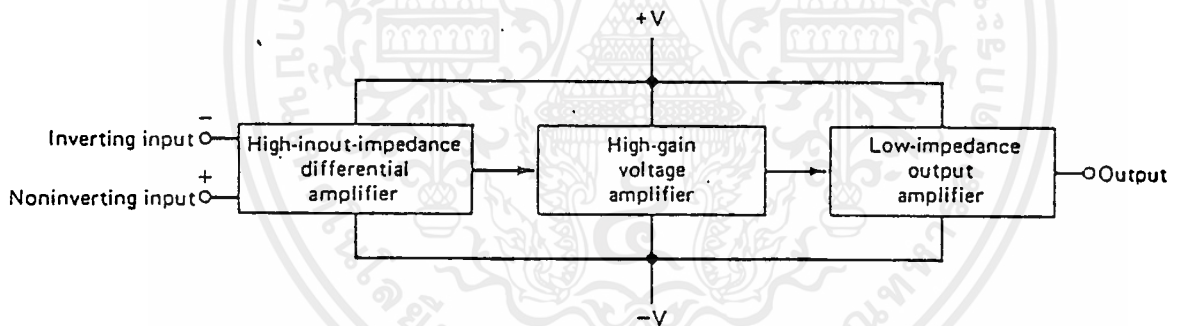 +V
−
Inverting input
+
Noninverting input
High-inout-impedance
differential
amplifier
High-gain
voltage
amplifier
Low-impedance
output
amplifier
Output
−V